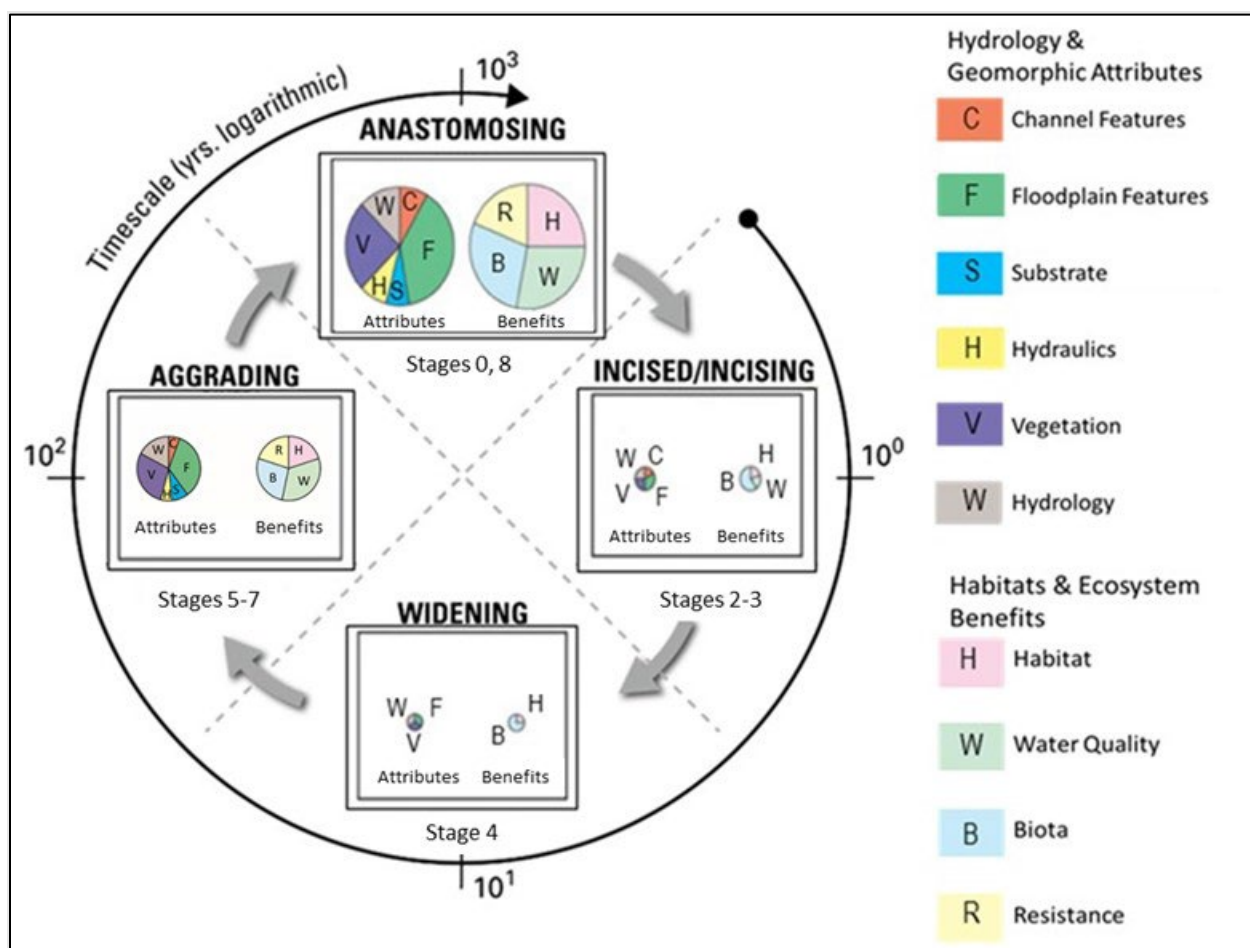 Timescale (yrs. logarithmic)
10³
ANASTOMOSING
W
C
V
F
H
S
R
H
B
W
Attributes
Benefits
Stages 0, 8
AGGRADING
W
C
V
F
H
S
R
H
B
W
Attributes
Benefits
Stages 5-7
10²
INCISED/INCISING
W
C
V
F
H
B
W
Attributes
Benefits
Stages 2-3
10⁰
WIDENING
W
F
V
H
B
Attributes
Benefits
Stage 4
10¹
Hydrology &
Geomorphic Attributes
C Channel Features
F Floodplain Features
S Substrate
H Hydraulics
V Vegetation
W Hydrology
Habitats & Ecosystem
Benefits
H Habitat
W Water Quality
B Biota
R Resistance